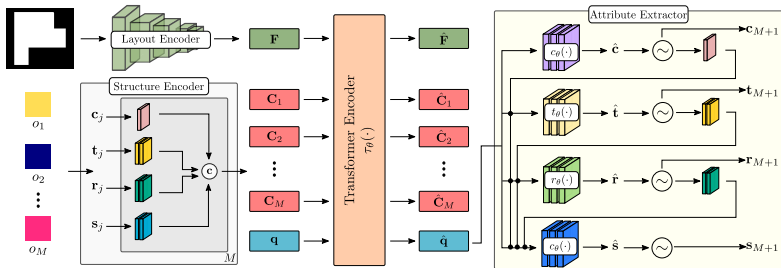 Layout Encoder
F
F̂
Attribute Extractor
c_θ(·)
ĉ
∼
c_{M+1}
o_1
Structure Encoder
c_j
C_1
Ĉ_1
t_θ(·)
t̂
∼
t_{M+1}
o_2
t_j
C_2
Ĉ_2
c
Transformer Encoder
τ_θ(·)
r_θ(·)
r̂
∼
r_{M+1}
r_j
C_M
Ĉ_M
o_M
s_j
q
q̂
c_θ(·)
ŝ
∼
s_{M+1}
M